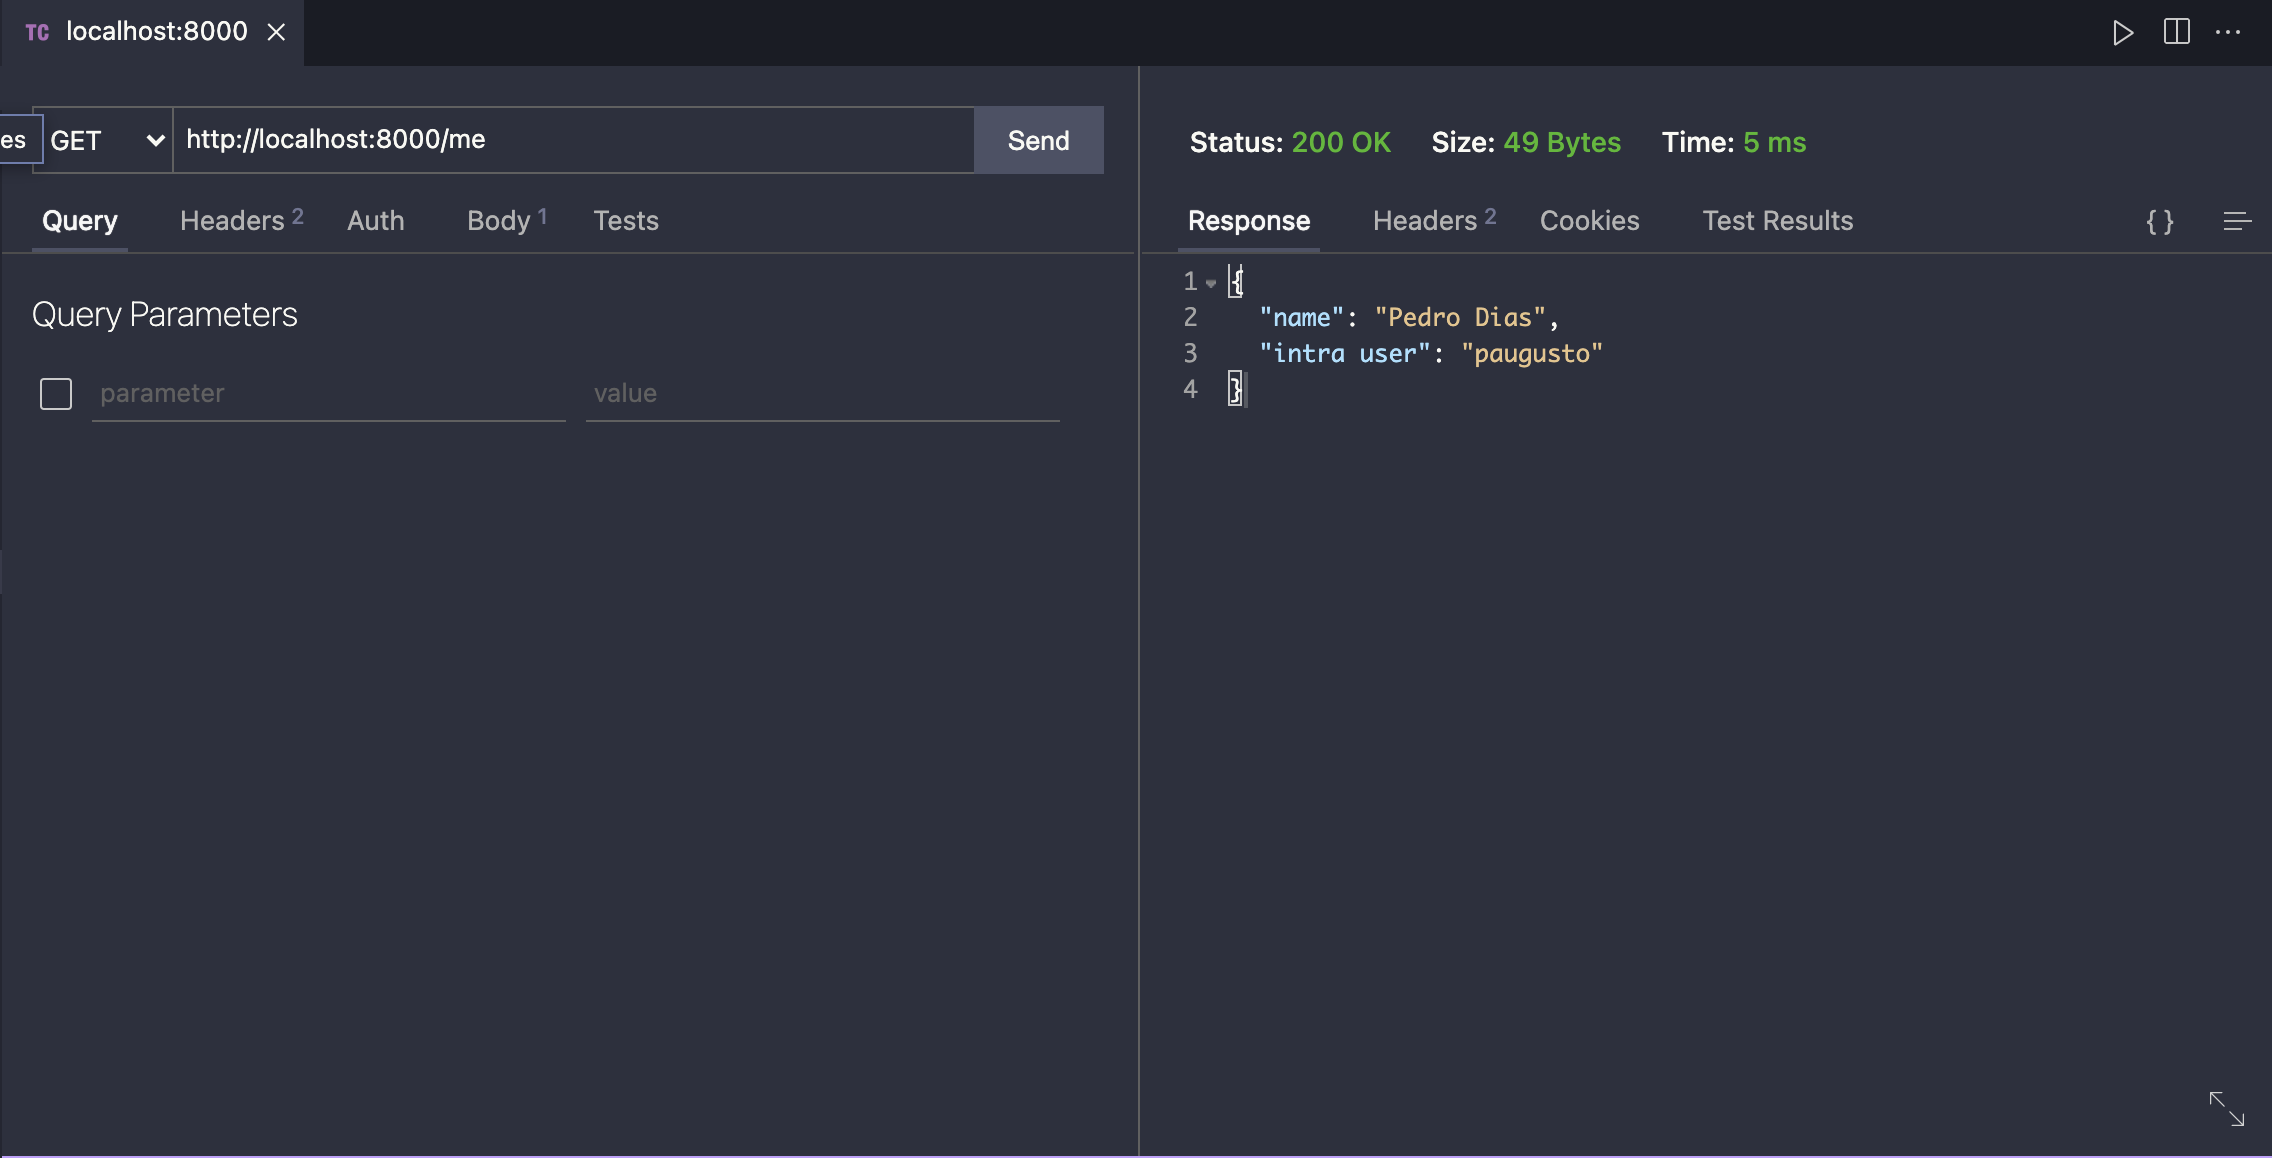 TC localhost:8000
es GET http://localhost:8000/me Send
Query Headers 2 Auth Body 1 Tests
Query Parameters
parameter value
Status: 200 OK Size: 49 Bytes Time: 5 ms
Response Headers 2 Cookies Test Results {}
1 {
2 "name": "Pedro Dias",
3 "intra user": "paugusto"
4 }